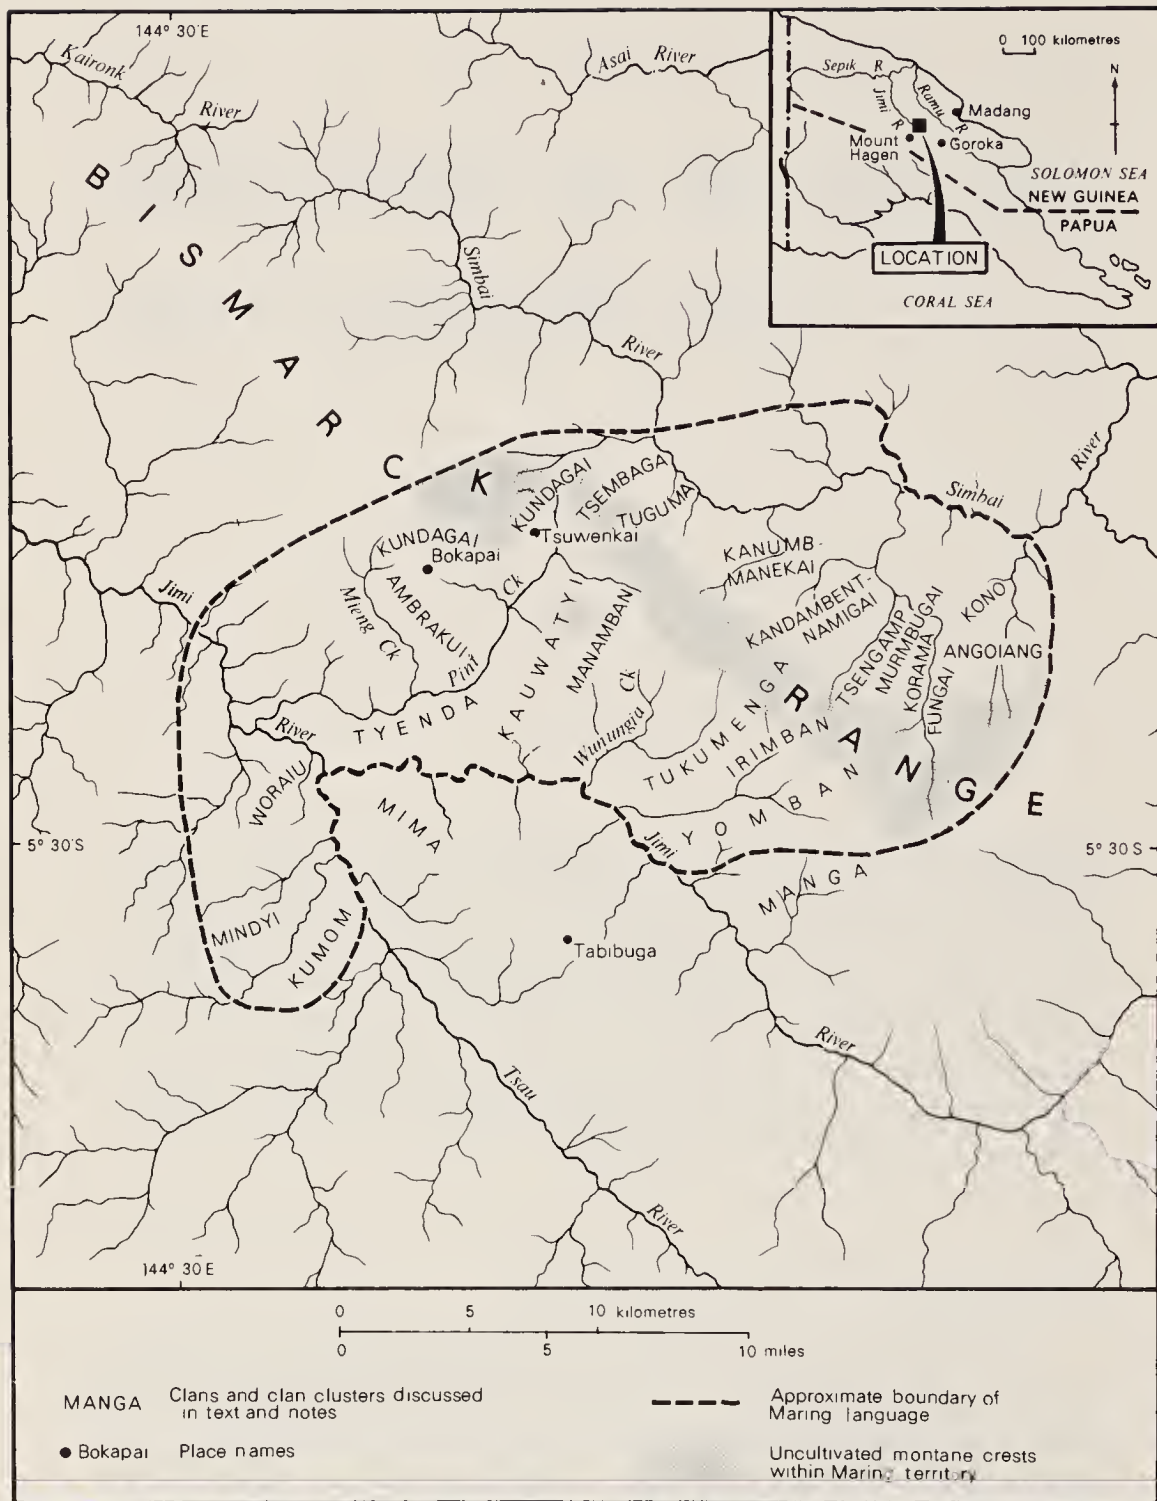 144° 30'E
Kaironk
River
Asai River
BISMARCK
RANGE
Simbai
River
0 100 kilometres
N
Sepik R
Jimi R
Ramu R
Madang
Mount
Hagen
Goroka
SOLOMON SEA
NEW GUINEA
PAPUA
LOCATION
CORAL SEA
River
Simbai
KUNDAGAI
TSEMBAGA
TUGUMA
Tsuwenkai
KUNDAGAI
Bokapai
AMBRAKUI
Mieng Ck
Pint Ck
KAUWATYI
MANAMBAN
Wunungia Ck
KANUMB-
MANEKAI
KANDAMBENT-
NAMIGAI
TSENGAMP
MURMBUGAI
KORAMA
FUNGAI
KONO
ANGOIANG
Jimi
River
TYENDA
TUKUMENGA
IRIMBAN
YOMBAN
WORAIU
MIMA
Jimi
MANGA
5° 30'S
5° 30 S
MINDYI
KUMOM
Tabibuga
River
Tsau
River
144° 30 E
0 5 10 kilometres
0 5 10 miles
MANGA Clans and clan clusters discussed
in text and notes
Bokapai Place names
Approximate boundary of
Maring language
Uncultivated montane crests
within Maring territory